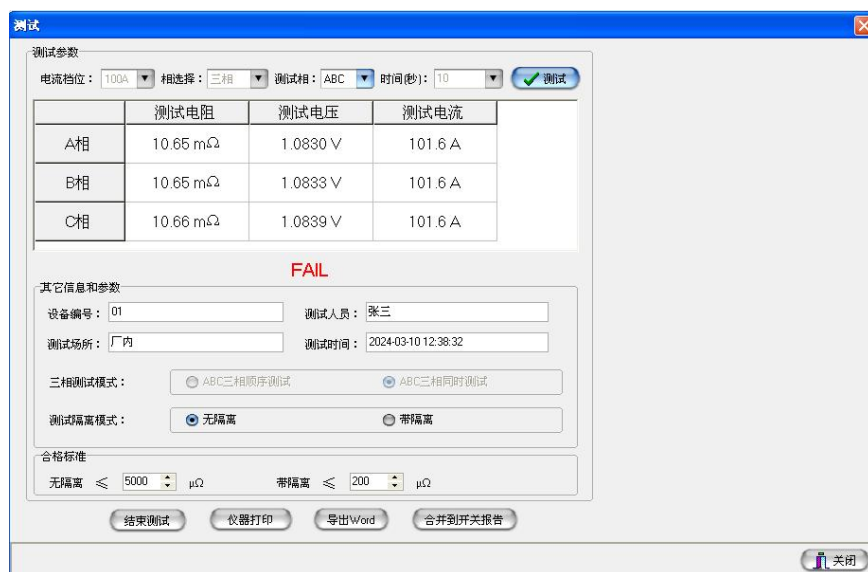 测试
测试参数
电流档位： 100A 相选择： 三相 测试相： ABC 时间(秒)： 10 测试
测试电阻 测试电压 测试电流
A相 10.65 mΩ 1.0830 V 101.6 A
B相 10.65 mΩ 1.0833 V 101.6 A
C相 10.66 mΩ 1.0839 V 101.6 A
FAIL
其它信息和参数
设备编号： 01 测试人员： 张三
测试场所： 厂内 测试时间： 2024-03-10 12:38:32
三相测试模式： ABC三相顺序测试 ABC三相同时测试
测试隔离模式： 无隔离 带隔离
合格标准
无隔离 ≤ 5000 μΩ 带隔离 ≤ 200 μΩ
结束测试 仪器打印 导出Word 合并到开关报告
关闭